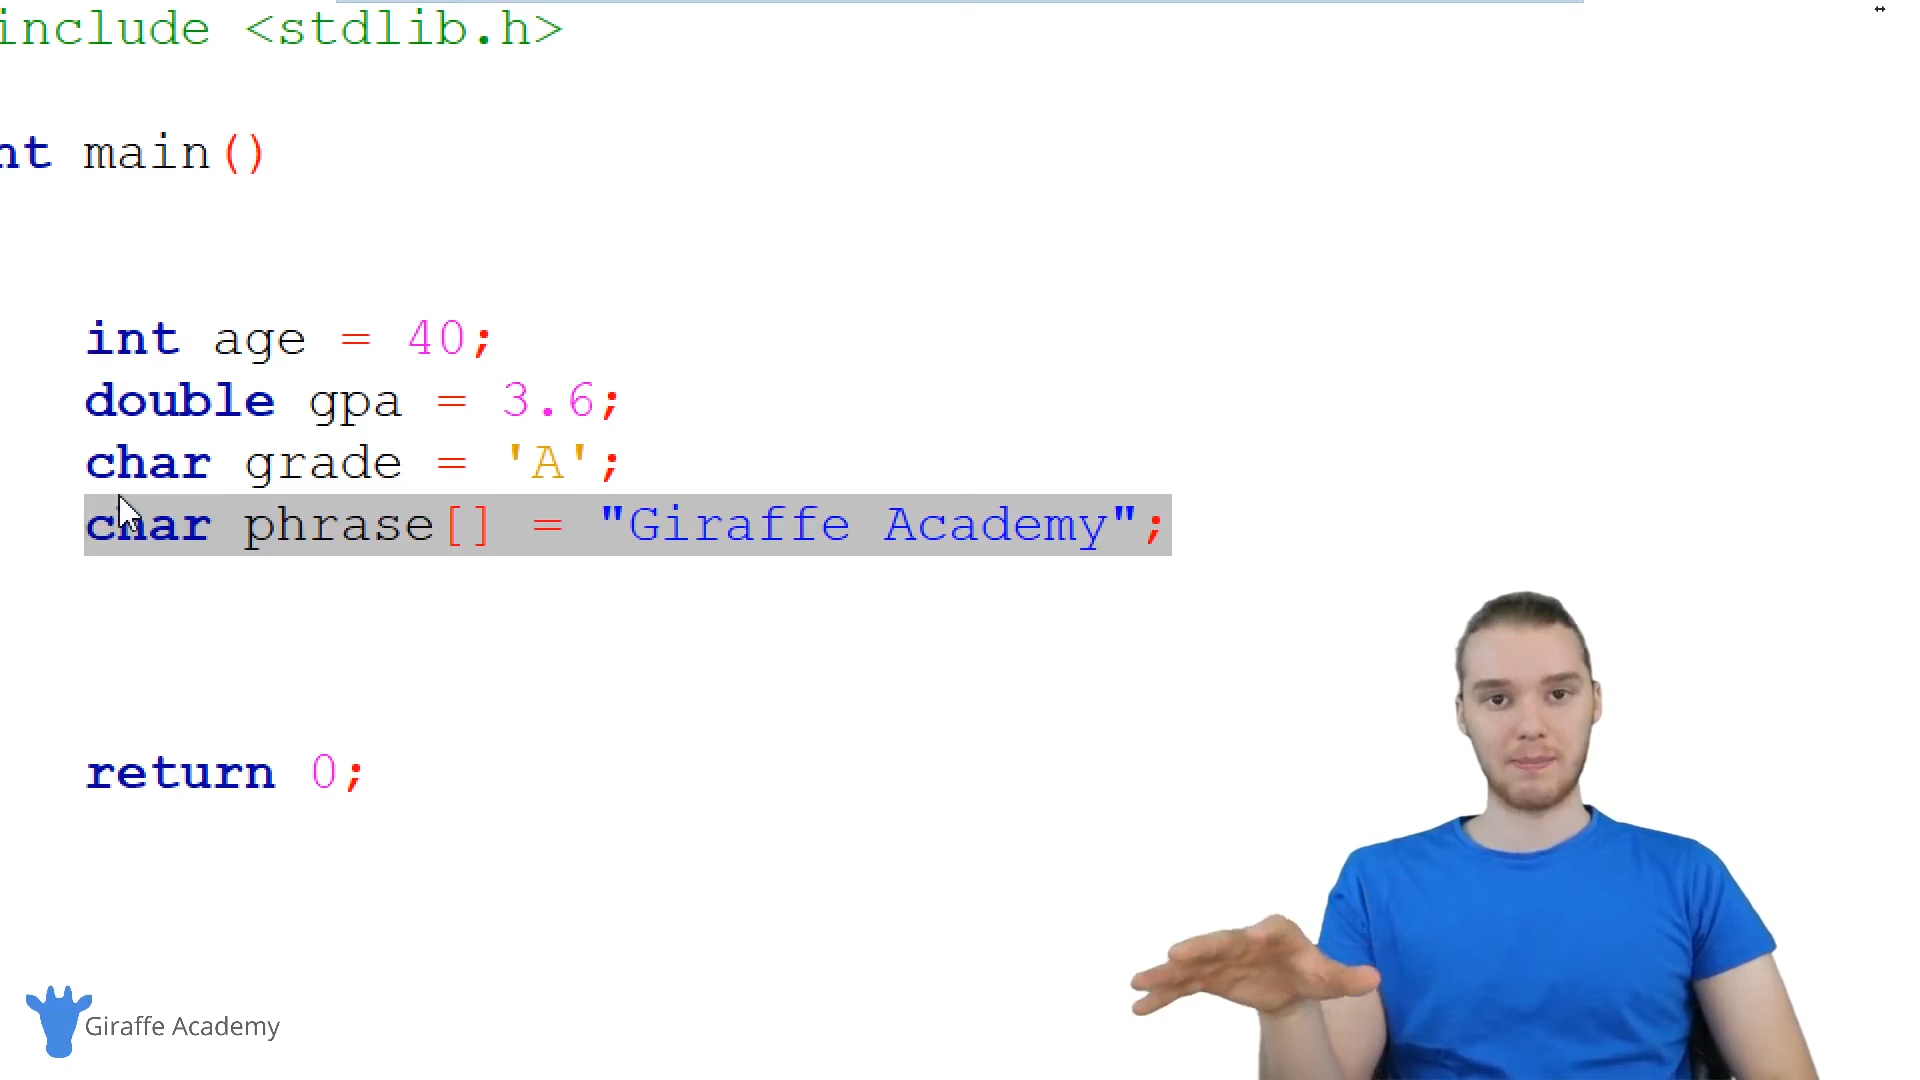 include <stdlib.h>
nt main()
int age = 40;
double gpa = 3.6;
char grade = 'A';
char phrase[] = "Giraffe Academy";
return 0;
Giraffe Academy